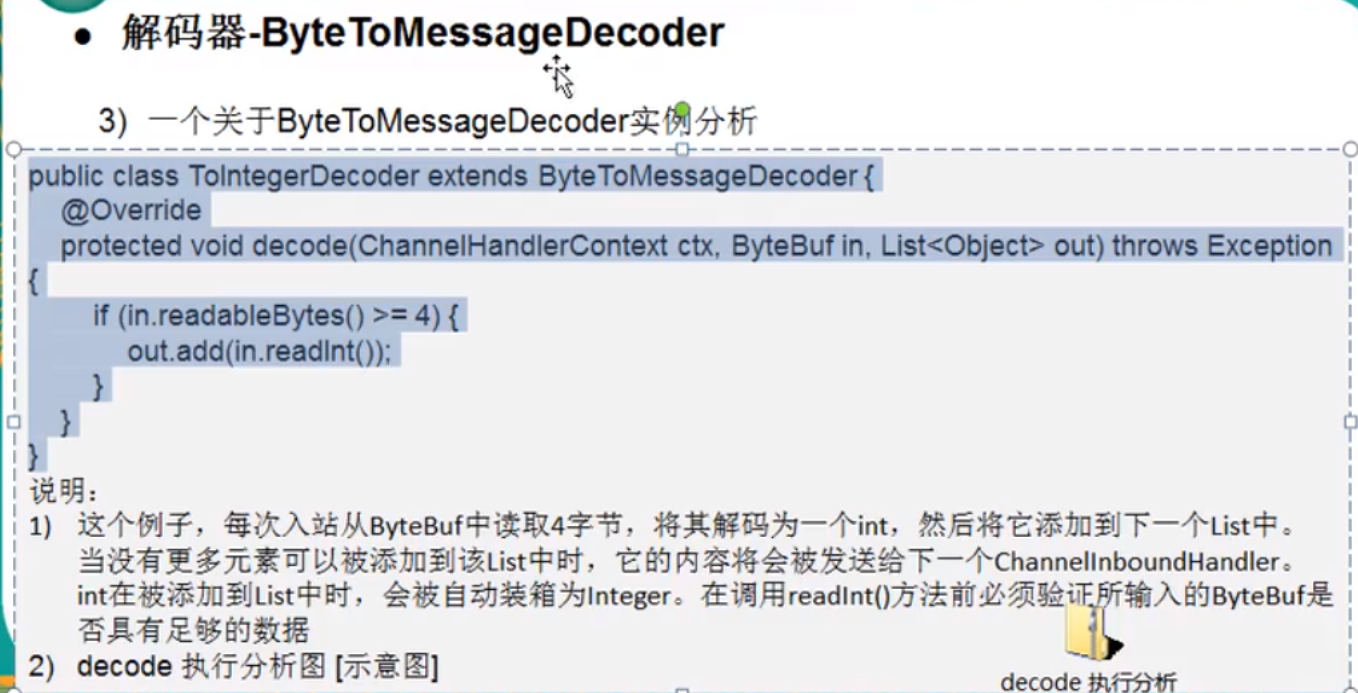 ● 解码器-ByteToMessageDecoder
3) 一个关于ByteToMessageDecoder实例分析
public class ToIntegerDecoder extends ByteToMessageDecoder {
@Override
protected void decode(ChannelHandlerContext ctx, ByteBuf in, List<Object> out) throws Exception
{
if (in.readableBytes() >= 4) {
out.add(in.readInt());
}
}
}
说明：
1) 这个例子，每次入站从ByteBuf中读取4字节，将其解码为一个int，然后将它添加到下一个List中。
当没有更多元素可以被添加到该List中时，它的内容将会被发送给下一个ChannelInboundHandler。
int在被添加到List中时，会被自动装箱为Integer。在调用readInt()方法前必须验证所输入的ByteBuf是
否具有足够的数据
2) decode 执行分析图 [示意图]
decode 执行分析